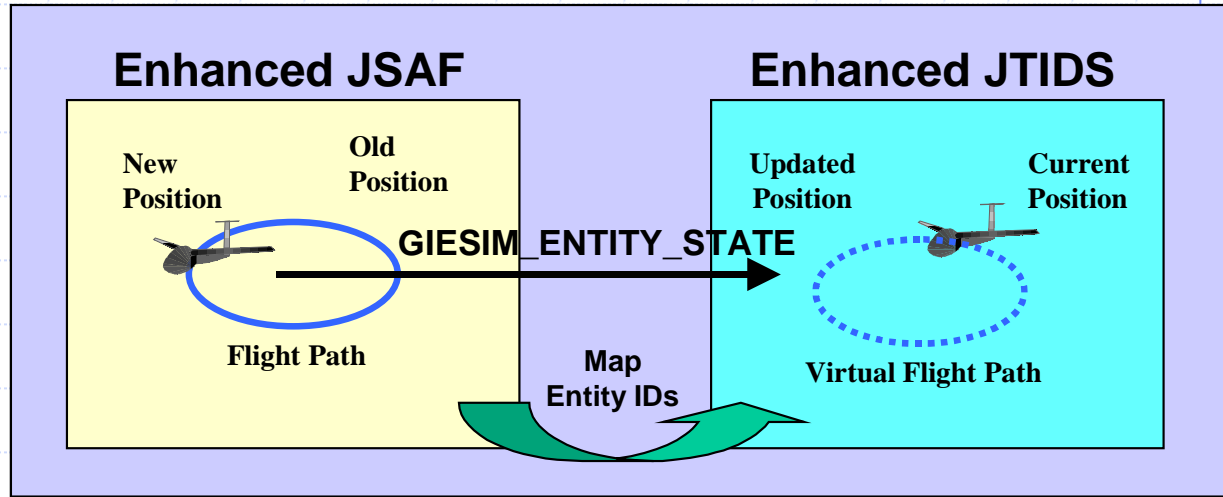 Enhanced JSAF
Enhanced JTIDS
New
Position
Old
Position
Updated
Position
Current
Position
GIESIM_ENTITY_STATE
Flight Path
Map
Entity IDs
Virtual Flight Path